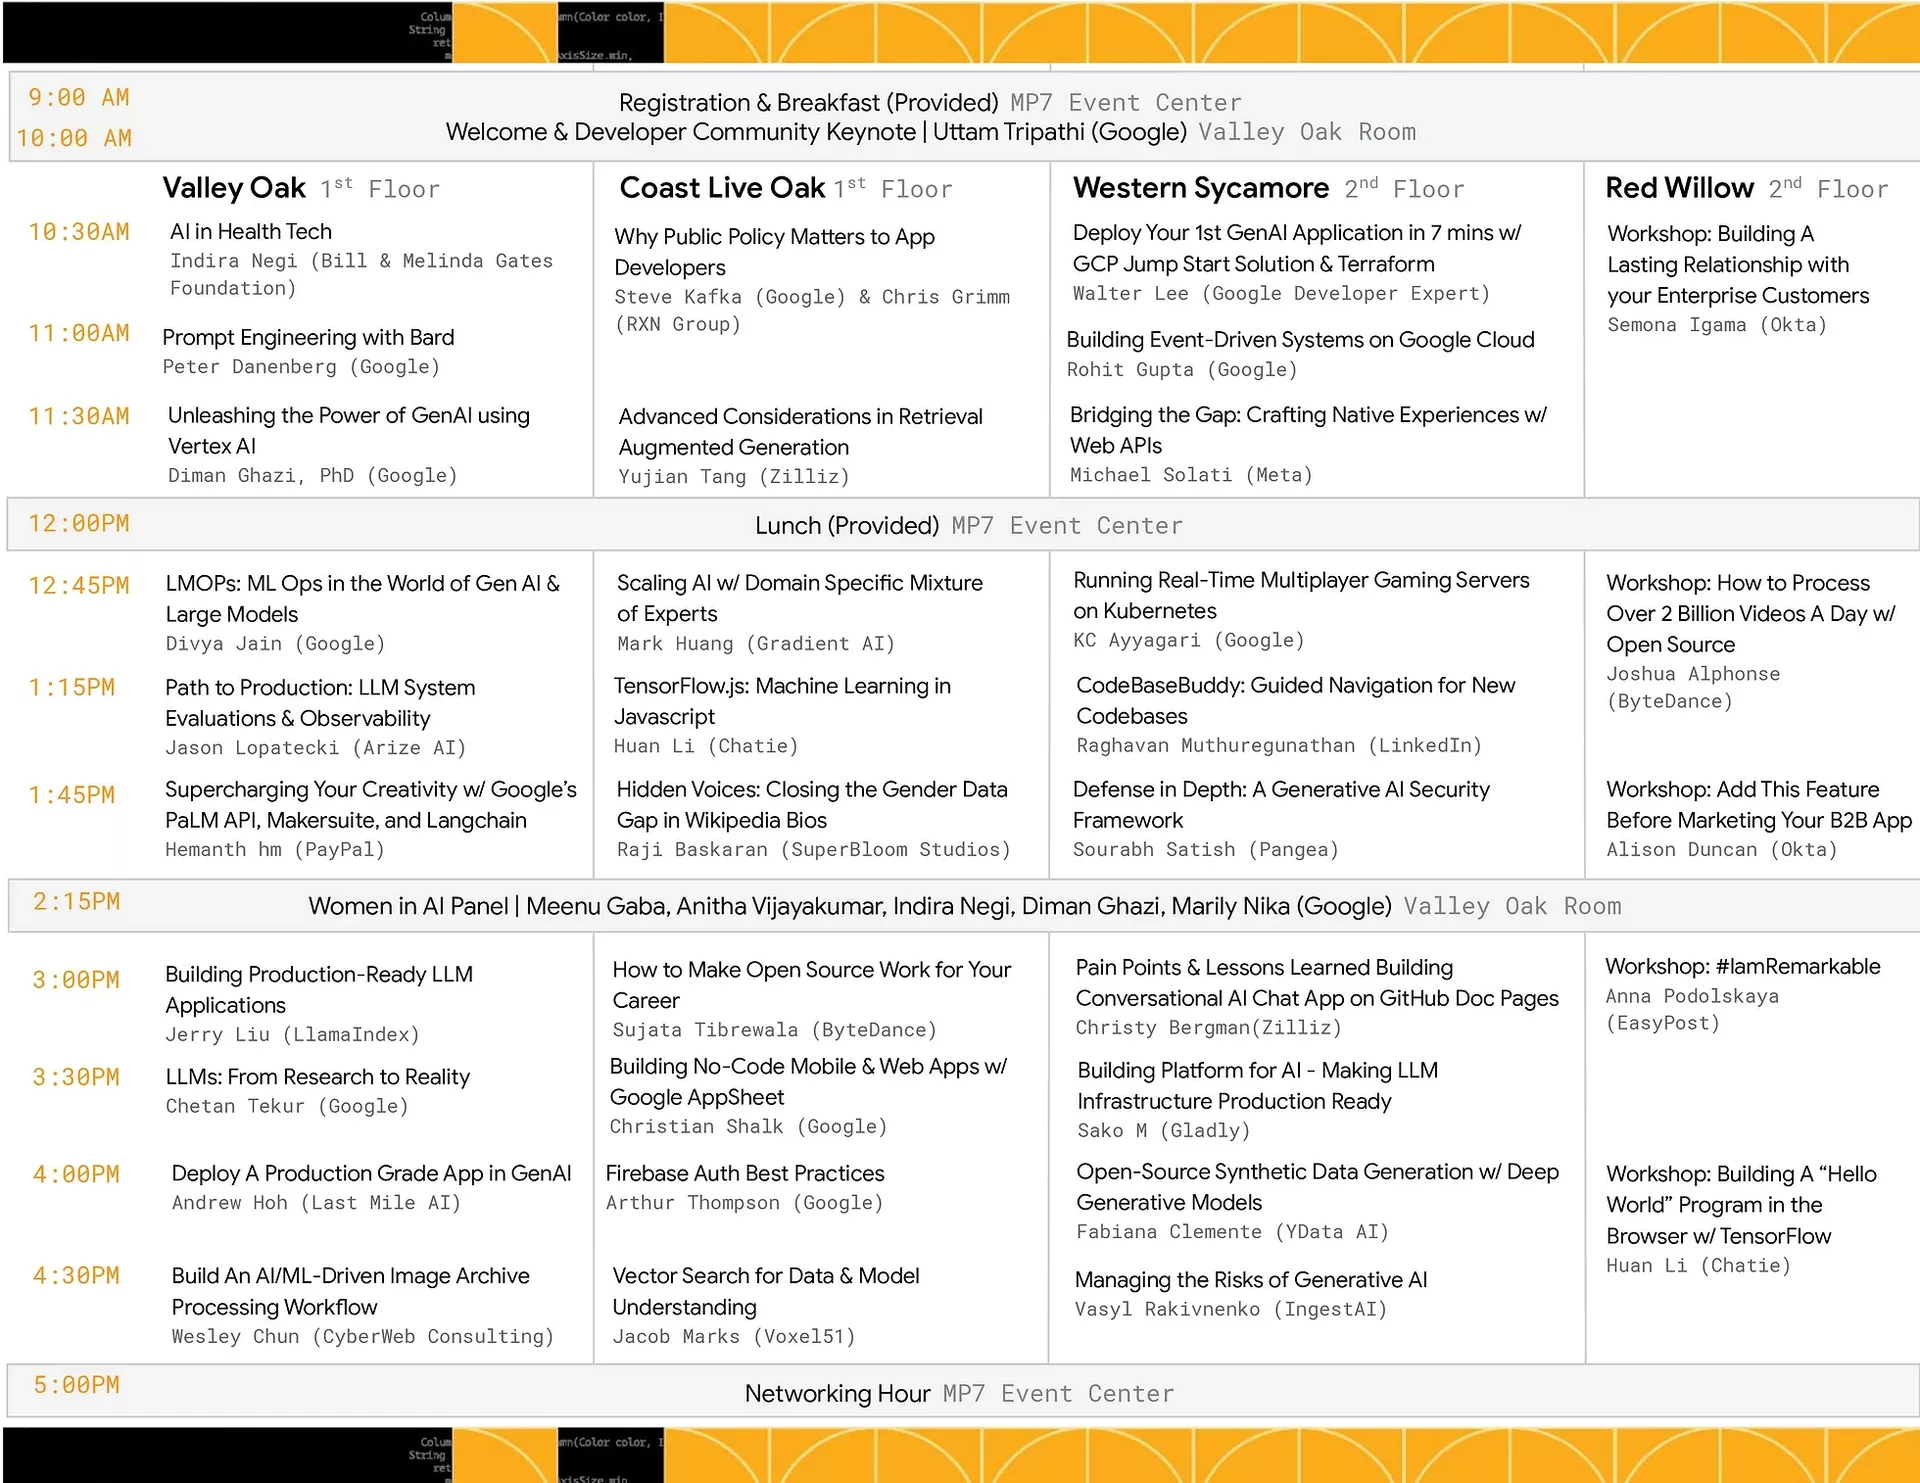 Colum
String
ret
m
mn(Color color, I
xisSize.min,
9:00 AM
Registration & Breakfast (Provided) MP7 Event Center
10:00 AM
Welcome & Developer Community Keynote | Uttam Tripathi (Google) Valley Oak Room
Valley Oak 1st Floor
Coast Live Oak 1st Floor
Western Sycamore 2nd Floor
Red Willow 2nd Floor
10:30AM
AI in Health Tech
Indira Negi (Bill & Melinda Gates
Foundation)
Why Public Policy Matters to App
Developers
Steve Kafka (Google) & Chris Grimm
(RXN Group)
Deploy Your 1st GenAI Application in 7 mins w/
GCP Jump Start Solution & Terraform
Walter Lee (Google Developer Expert)
Workshop: Building A
Lasting Relationship with
your Enterprise Customers
Semona Igama (Okta)
11:00AM
Prompt Engineering with Bard
Peter Danenberg (Google)
Building Event-Driven Systems on Google Cloud
Rohit Gupta (Google)
11:30AM
Unleashing the Power of GenAI using
Vertex AI
Diman Ghazi, PhD (Google)
Advanced Considerations in Retrieval
Augmented Generation
Yujian Tang (Zilliz)
Bridging the Gap: Crafting Native Experiences w/
Web APIs
Michael Solati (Meta)
12:00PM
Lunch (Provided) MP7 Event Center
12:45PM
LMOPs: ML Ops in the World of Gen AI &
Large Models
Divya Jain (Google)
Scaling AI w/ Domain Specific Mixture
of Experts
Mark Huang (Gradient AI)
Running Real-Time Multiplayer Gaming Servers
on Kubernetes
KC Ayyagari (Google)
Workshop: How to Process
Over 2 Billion Videos A Day w/
Open Source
Joshua Alphonse
(ByteDance)
1:15PM
Path to Production: LLM System
Evaluations & Observability
Jason Lopatecki (Arize AI)
TensorFlow.js: Machine Learning in
Javascript
Huan Li (Chatie)
CodeBaseBuddy: Guided Navigation for New
Codebases
Raghavan Muthuregunathan (LinkedIn)
1:45PM
Supercharging Your Creativity w/ Google's
PaLM API, Makersuite, and Langchain
Hemanth hm (PayPal)
Hidden Voices: Closing the Gender Data
Gap in Wikipedia Bios
Raji Baskaran (SuperBloom Studios)
Defense in Depth: A Generative AI Security
Framework
Sourabh Satish (Pangea)
Workshop: Add This Feature
Before Marketing Your B2B App
Alison Duncan (Okta)
2:15PM
Women in AI Panel | Meenu Gaba, Anitha Vijayakumar, Indira Negi, Diman Ghazi, Marily Nika (Google) Valley Oak Room
3:00PM
Building Production-Ready LLM
Applications
Jerry Liu (LlamaIndex)
How to Make Open Source Work for Your
Career
Sujata Tibrewala (ByteDance)
Pain Points & Lessons Learned Building
Conversational AI Chat App on GitHub Doc Pages
Christy Bergman(Zilliz)
Workshop: #IamRemarkable
Anna Podolskaya
(EasyPost)
3:30PM
LLMs: From Research to Reality
Chetan Tekur (Google)
Building No-Code Mobile & Web Apps w/
Google AppSheet
Christian Shalk (Google)
Building Platform for AI - Making LLM
Infrastructure Production Ready
Sako M (Gladly)
4:00PM
Deploy A Production Grade App in GenAI
Andrew Hoh (Last Mile AI)
Firebase Auth Best Practices
Arthur Thompson (Google)
Open-Source Synthetic Data Generation w/ Deep
Generative Models
Fabiana Clemente (YData AI)
Workshop: Building A “Hello
World” Program in the
Browser w/ TensorFlow
Huan Li (Chatie)
4:30PM
Build An AI/ML-Driven Image Archive
Processing Workflow
Wesley Chun (CyberWeb Consulting)
Vector Search for Data & Model
Understanding
Jacob Marks (Voxel51)
Managing the Risks of Generative AI
Vasyl Rakivnenko (IngestAI)
5:00PM
Networking Hour MP7 Event Center
Colum
String
ret
mn(Color color, I
xisSize.min